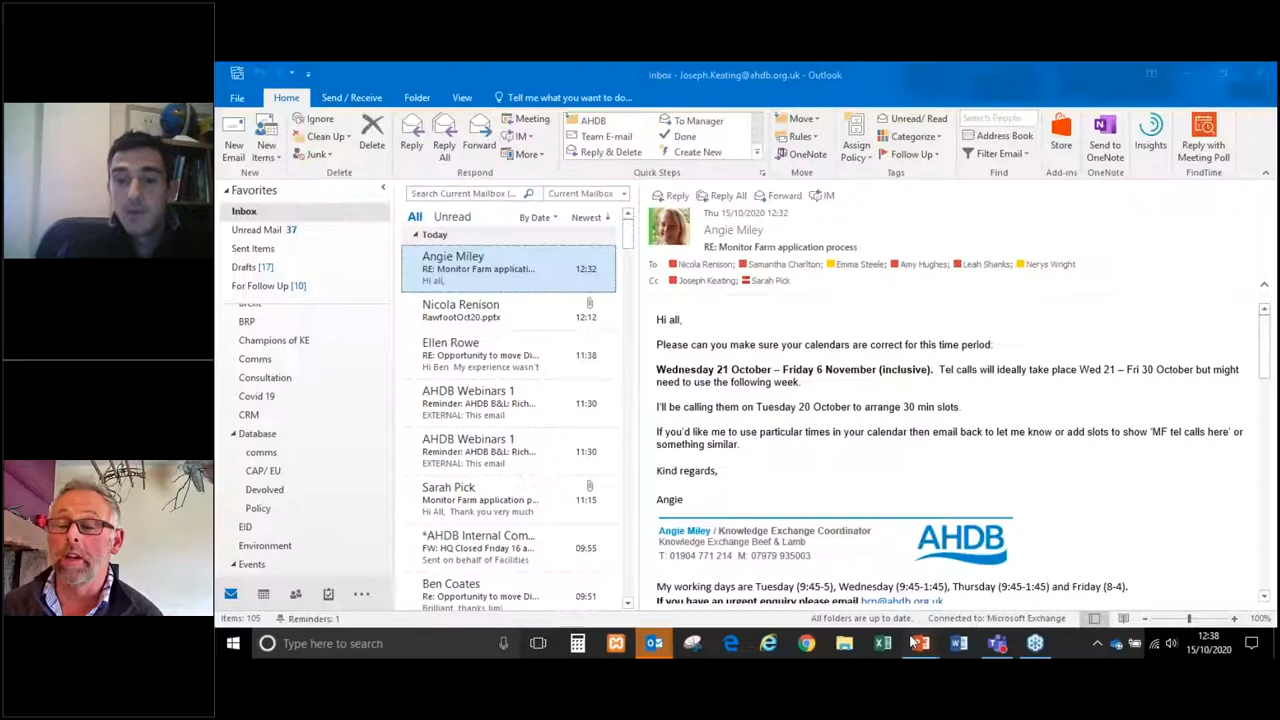 Inbox - Joseph.Keating@ahdb.org.uk - Outlook
File Home Send / Receive Folder View Tell me what you want to do...
New Email
New Items
Ignore
Clean Up
Junk
Delete
Reply
Reply All
Forward
Meeting
IM
More
AHDB
Team E-mail
Reply & Delete
To Manager
Done
Create New
Move
Rules
OneNote
Assign Policy
Unread/ Read
Categorize
Follow Up
Search People
Address Book
Filter Email
Store
Send to OneNote
Insights
Reply with Meeting Poll
New Delete Respond Quick Steps Move Tags Find Add-ins OneNote FindTime
Favorites
Inbox
Unread Mail 37
Sent Items
Drafts [17]
For Follow Up [10]
BRP
Champions of KE
Comms
Consultation
Covid 19
CRM
Database
comms
CAP/ EU
Devolved
Policy
EID
Environment
Events
Search Current Mailbox (... Current Mailbox
All Unread By Date Newest
Today
Angie Miley
RE: Monitor Farm applicati... 12:32
Hi all,
Nicola Renison
RawfootOct20.pptx 12:12
Ellen Rowe
RE: Opportunity to move Di... 11:38
Hi Ben My experience wasn't
AHDB Webinars 1
Reminder: AHDB B&L: Rich... 11:30
EXTERNAL: This email
AHDB Webinars 1
Reminder: AHDB B&L: Rich... 11:30
EXTERNAL: This email
Sarah Pick
Monitor Farm application p... 11:15
Hi All, Thank you very much
*AHDB Internal Com...
FW: HQ Closed Friday 16 a... 09:55
Sent on behalf of Facilities
Ben Coates
Re: Opportunity to move Di... 09:51
Brilliant, thanks Jim!
Reply Reply All Forward IM
Thu 15/10/2020 12:32
Angie Miley
RE: Monitor Farm application process
To Nicola Renison; Samantha Charlton; Emma Steele; Amy Hughes; Leah Shanks; Nerys Wright
Cc Joseph Keating; Sarah Pick
Hi all,
Please can you make sure your calendars are correct for this time period:
Wednesday 21 October – Friday 6 November (inclusive). Tel calls will ideally take place Wed 21 – Fri 30 October but might
need to use the following week.
I'll be calling them on Tuesday 20 October to arrange 30 min slots.
If you'd like me to use particular times in your calendar then email back to let me know or add slots to show 'MF tel calls here' or
something similar.
Kind regards,
Angie
Angie Miley / Knowledge Exchange Coordinator
Knowledge Exchange Beef & Lamb
T: 01904 771 214 M: 07979 935003
AHDB
My working days are Tuesday (9:45-5), Wednesday (9:45-1:45), Thursday (9:45-1:45) and Friday (8-4).
If you have an urgent enquiry please email brp@ahdb.org.uk
Items: 105 Reminders: 1 All folders are up to date. Connected to: Microsoft Exchange 100%
Type here to search
12:38
15/10/2020